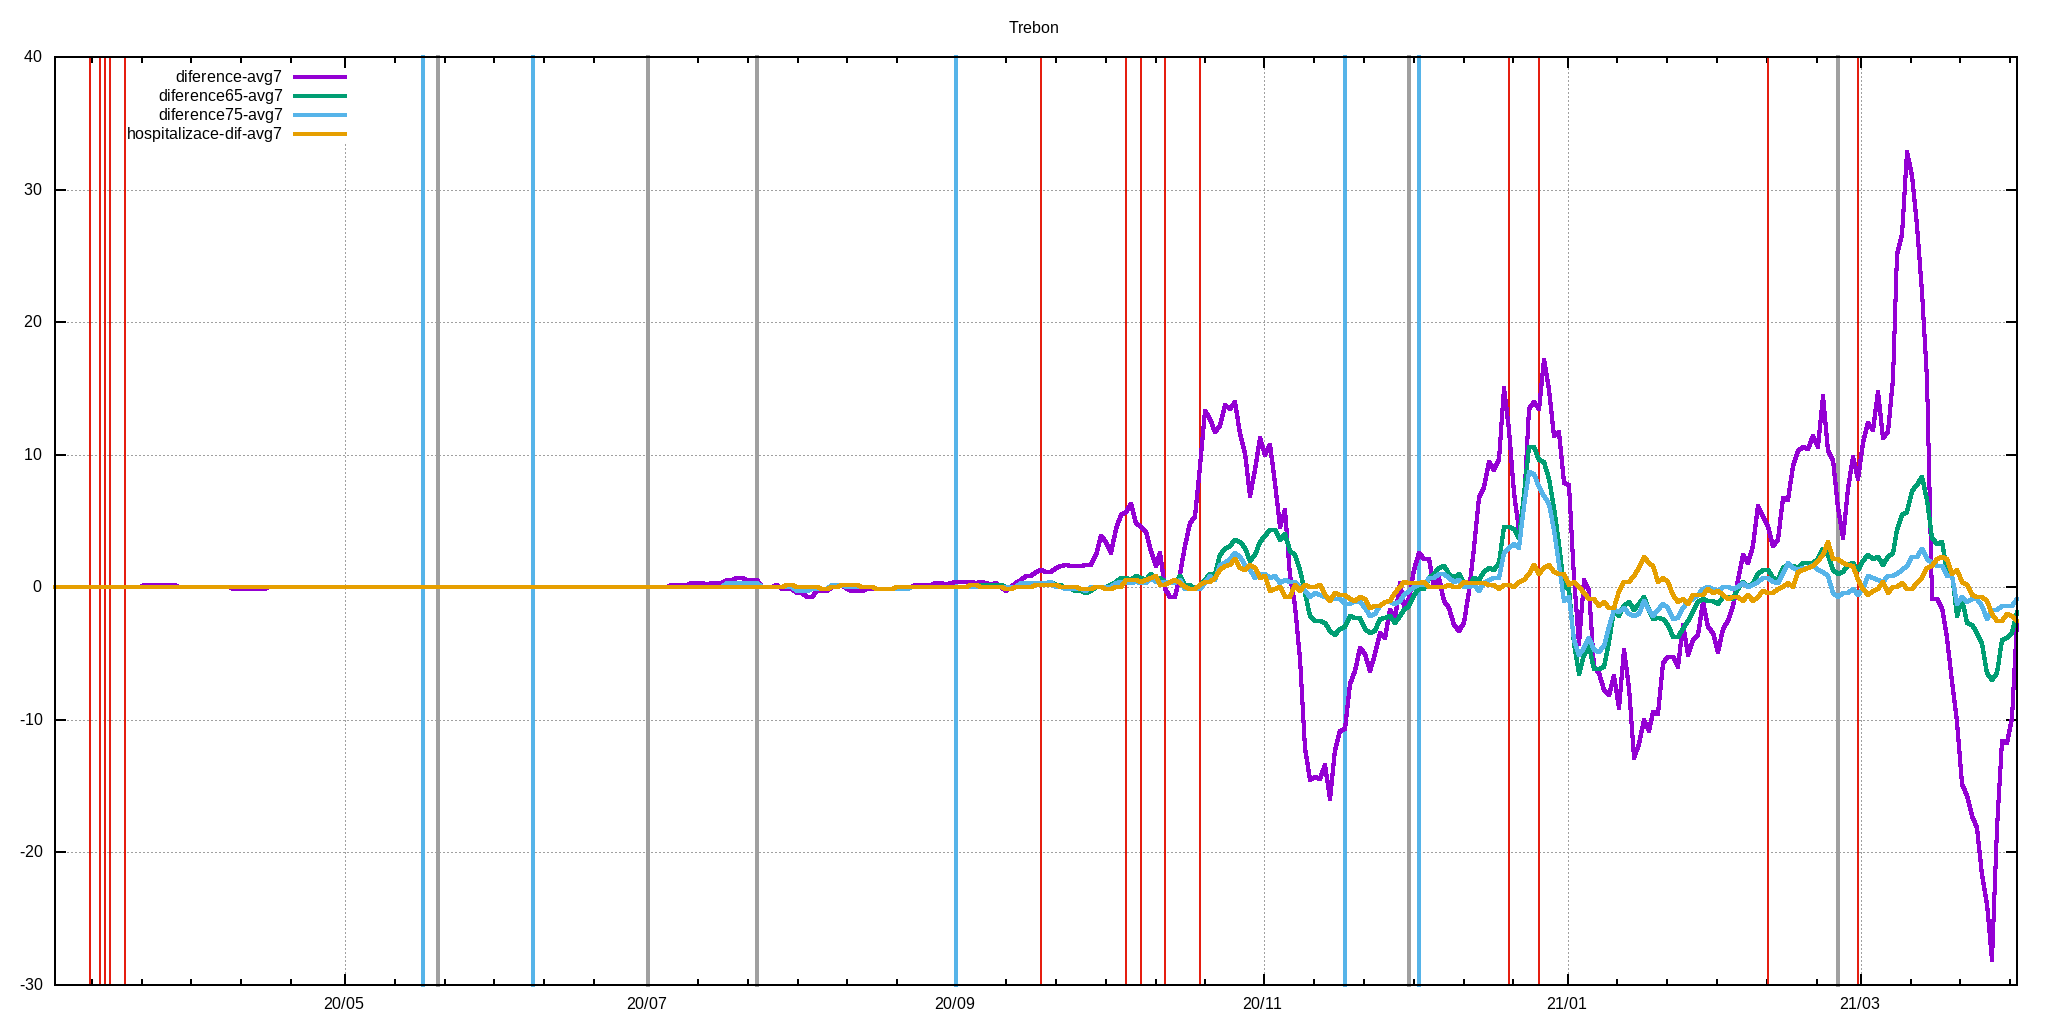 Trebon
40
diference-avg7
diference65-avg7
diference75-avg7
hospitalizace-dif-avg7
30
20
10
0
-10
-20
-30
20/05 20/07 20/09 20/11 21/01 21/03